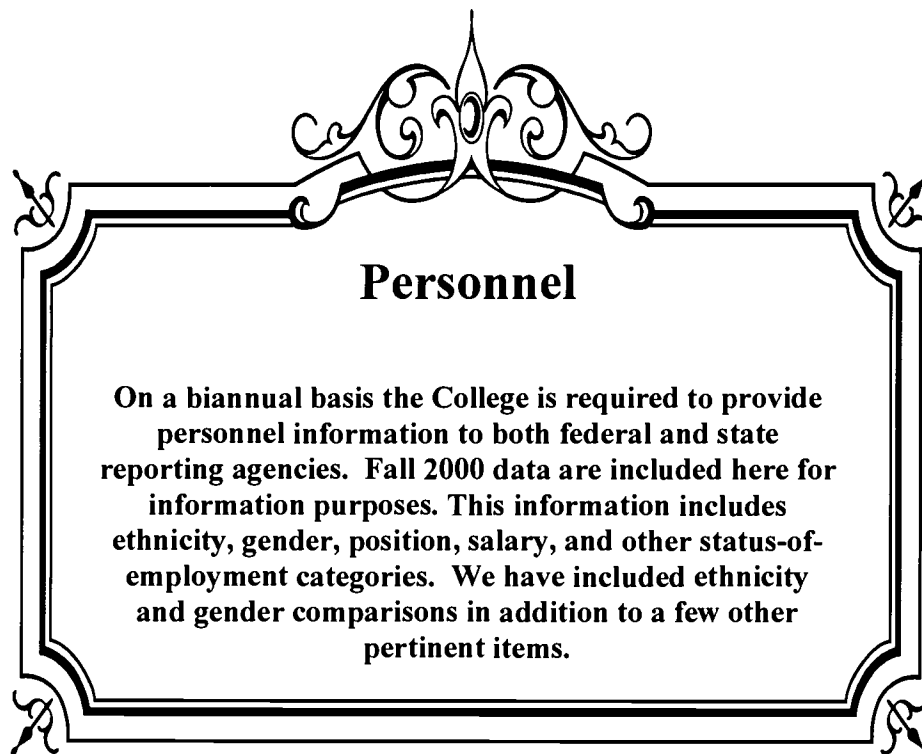 Personnel
On a biannual basis the College is required to provide
personnel information to both federal and state
reporting agencies.  Fall 2000 data are included here for
information purposes. This information includes
ethnicity, gender, position, salary, and other status-of-
employment categories.  We have included ethnicity
and gender comparisons in addition to a few other
pertinent items.